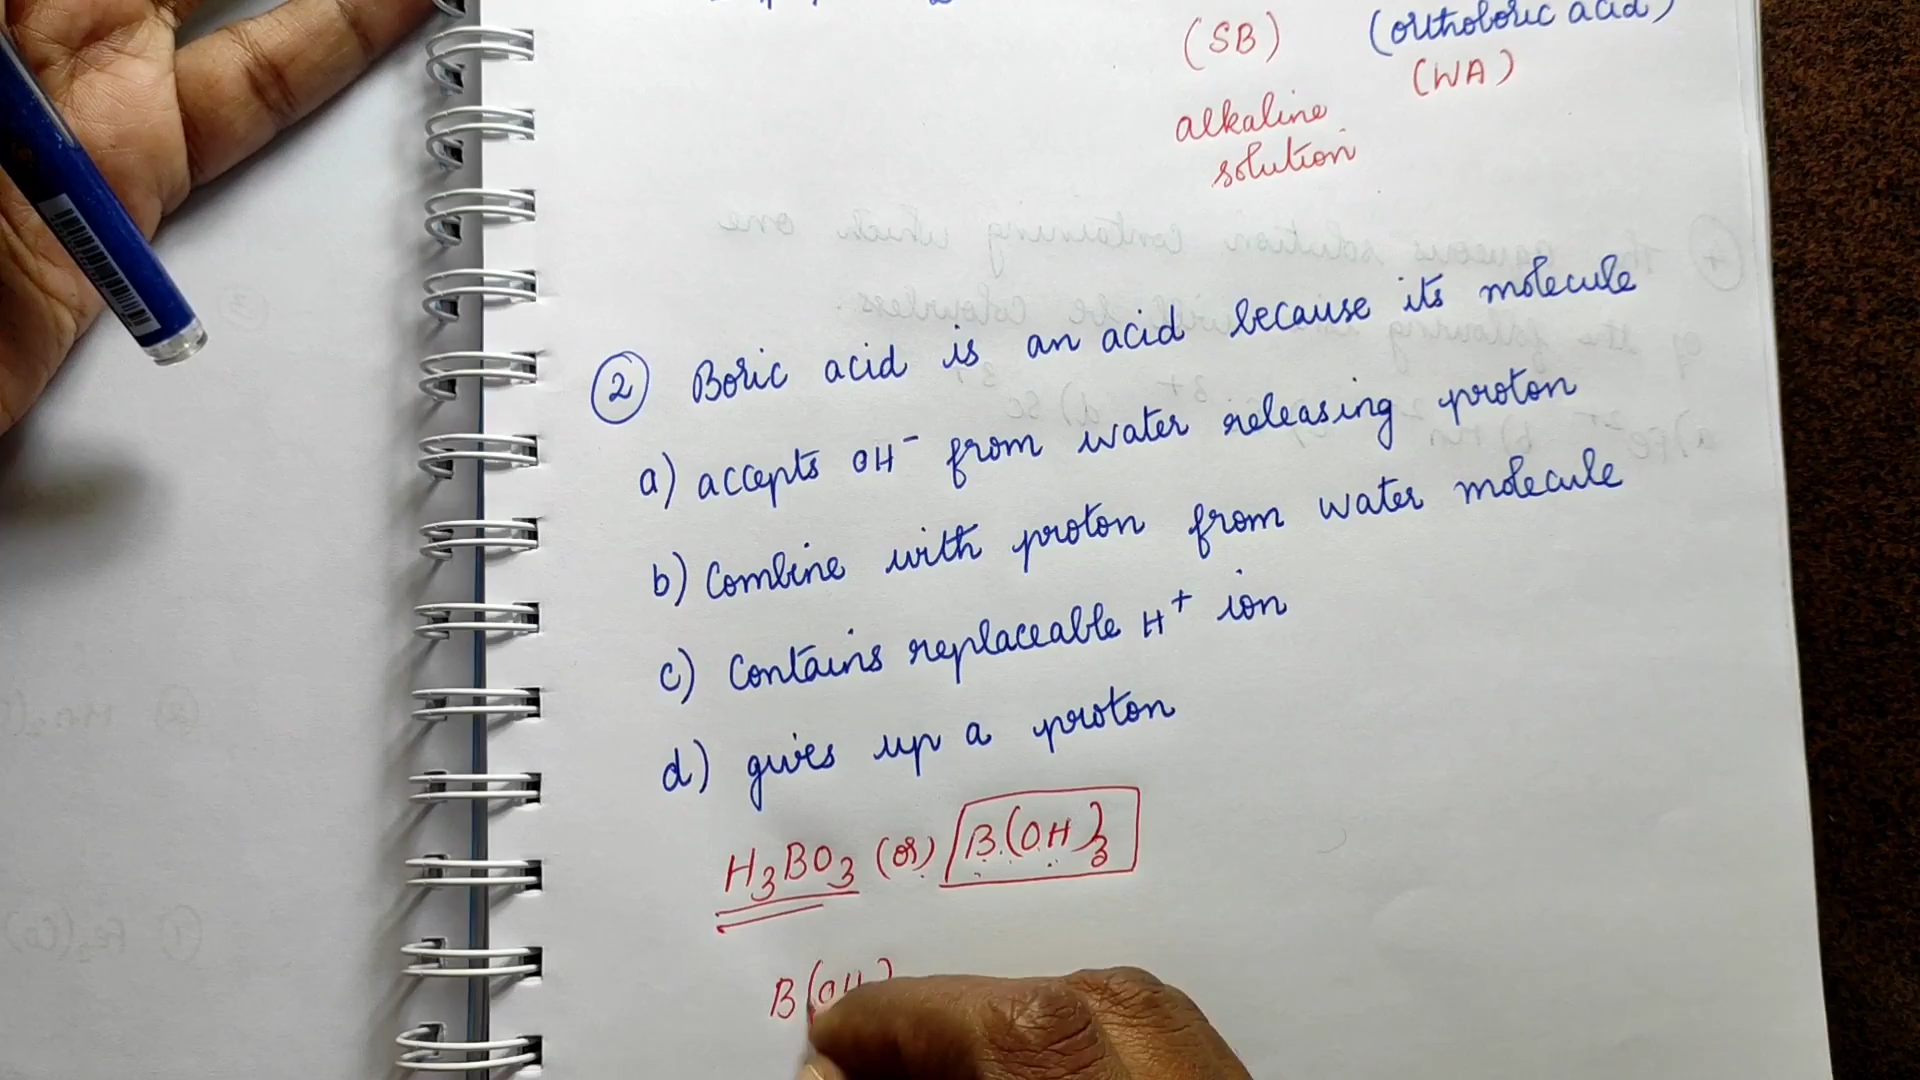 (SB) (orthoboric acid)
(WA)
alkaline
solution
② Boric acid is an acid because its molecule
a) accepts OH⁻ from water releasing proton
b) combine with proton from water molecule
c) contains replaceable H⁺ ion
d) gives up a proton
H₃BO₃ (or) B(OH)₃
B(OH)